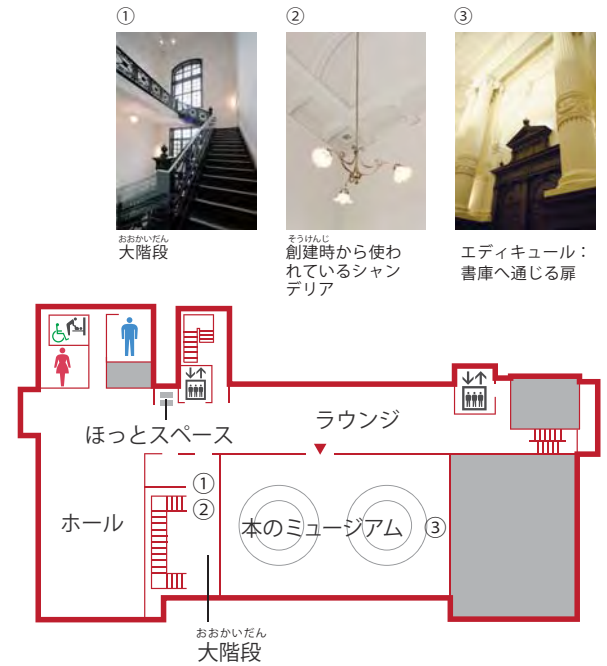 ①
②
③
おおかいだん
大階段
そうけんじ
創建時から使わ
れているシャン
デリア
エディキュール：
書庫へ通じる扉
ラウンジ
ほっとスペース
①
②
ホール
本のミュージアム
③
おおかいだん
大階段